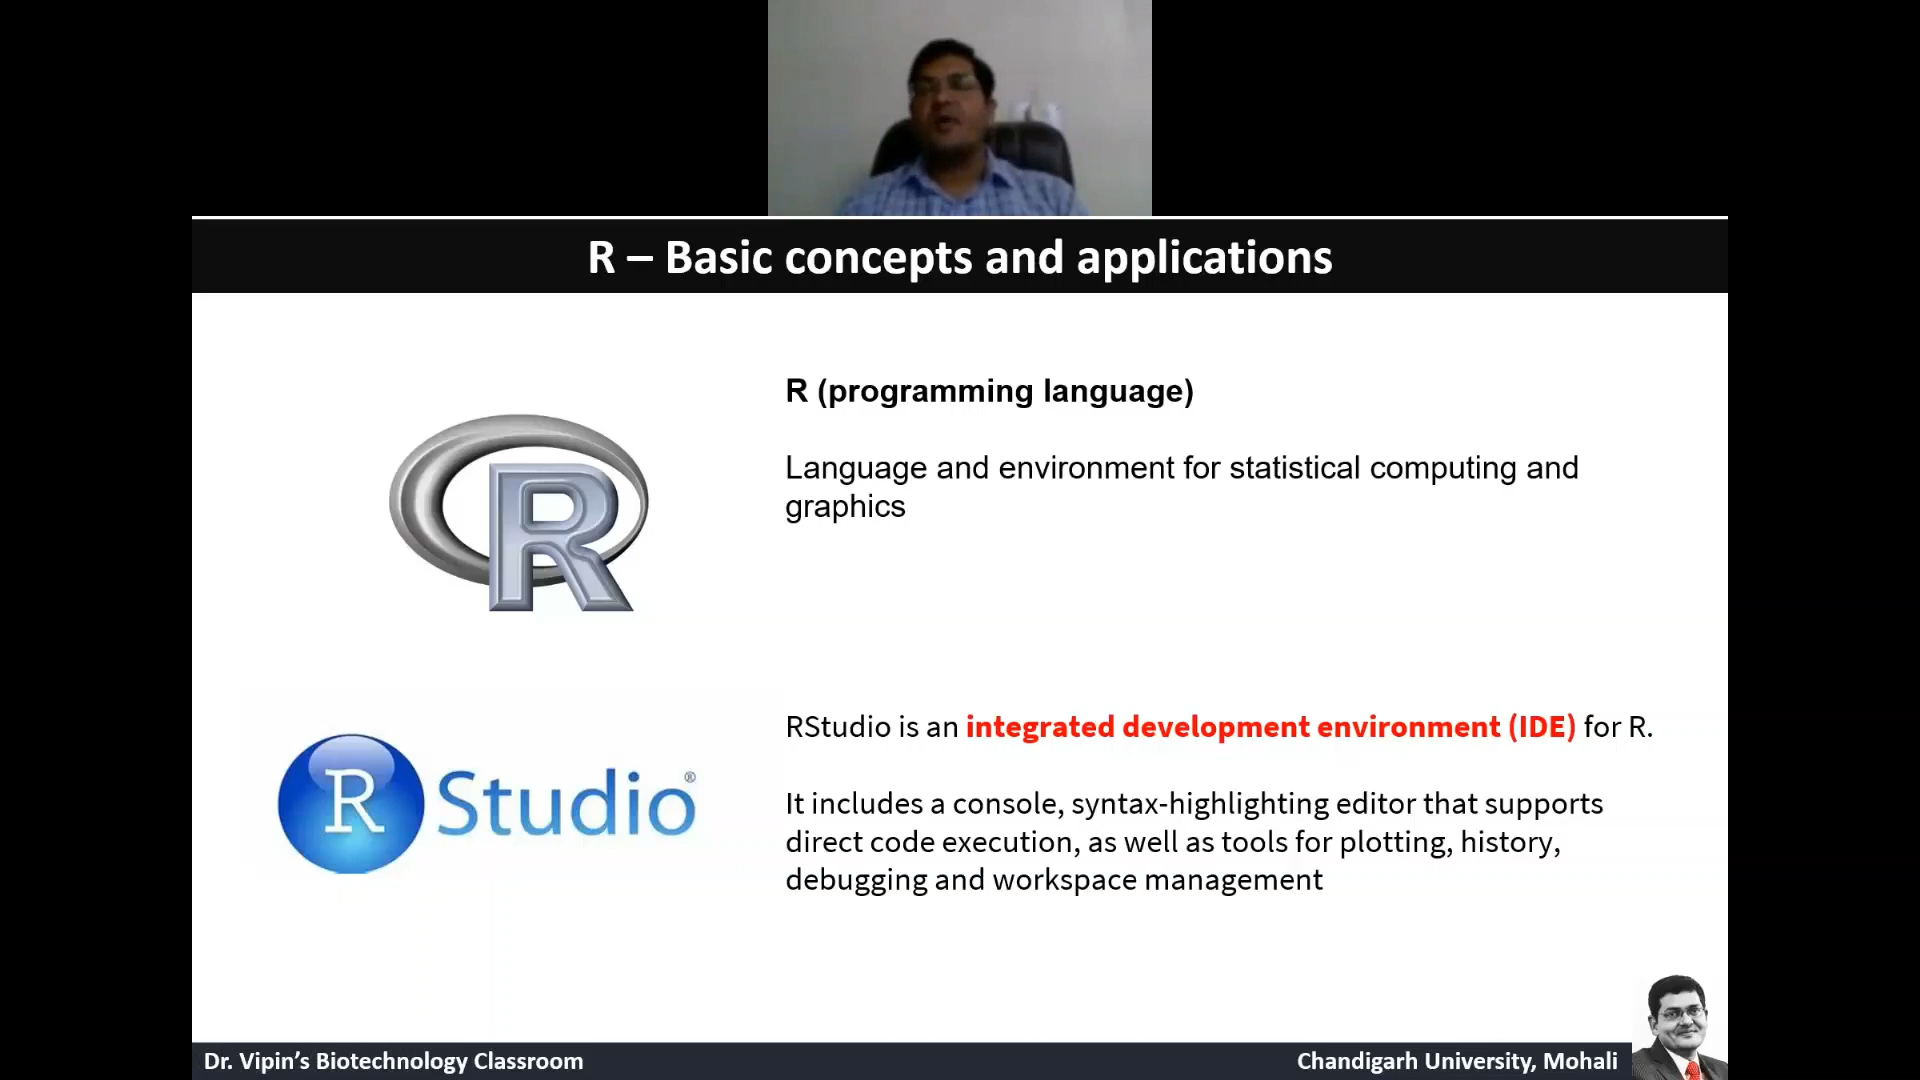 R – Basic concepts and applications
R (programming language)
Language and environment for statistical computing and
graphics
R
RStudio is an integrated development environment (IDE) for R.
It includes a console, syntax-highlighting editor that supports
direct code execution, as well as tools for plotting, history,
debugging and workspace management
R Studio®
Dr. Vipin’s Biotechnology Classroom
Chandigarh University, Mohali